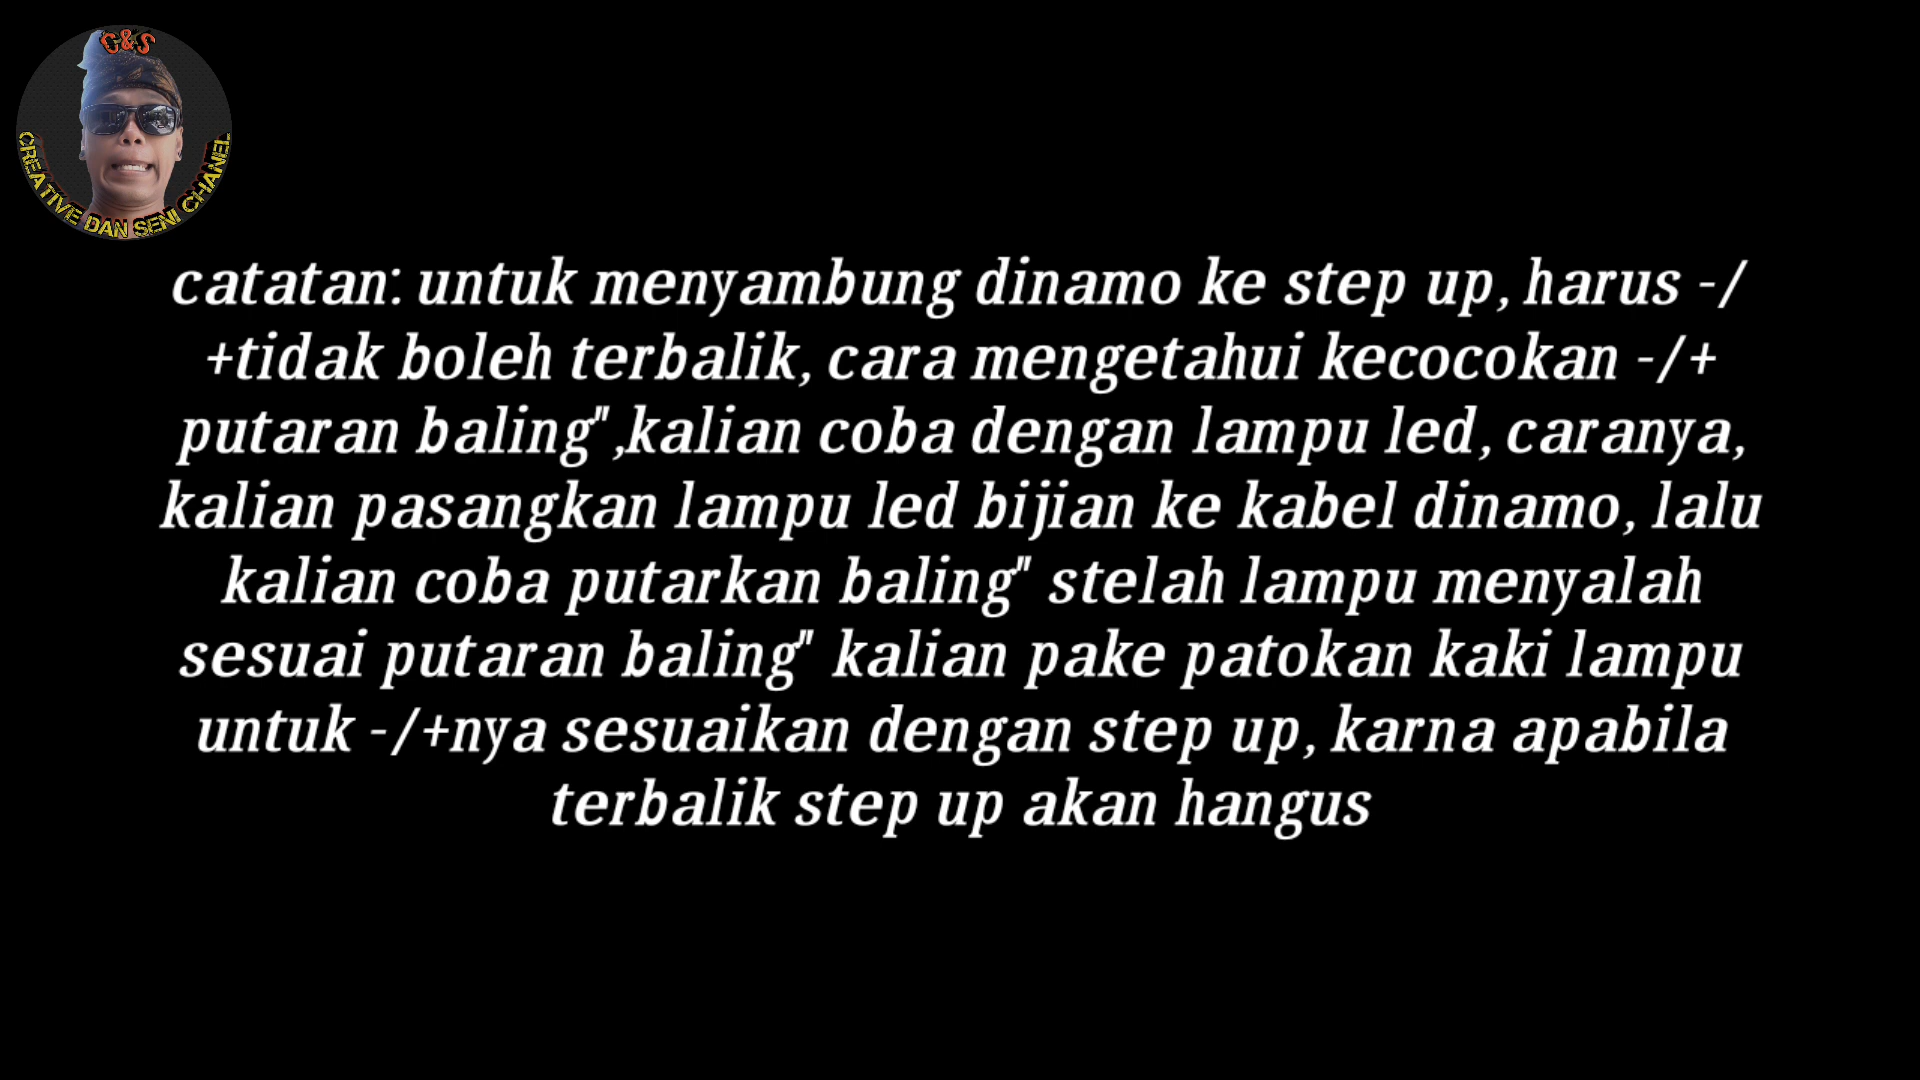 C&S
CREATIVE DAN SENI CHANEL
catatan: untuk menyambung dinamo ke step up, harus -/
+tidak boleh terbalik, cara mengetahui kecocokan -/+
putaran baling",kalian coba dengan lampu led, caranya,
kalian pasangkan lampu led bijian ke kabel dinamo, lalu
kalian coba putarkan baling" stelah lampu menyalah
sesuai putaran baling" kalian pake patokan kaki lampu
untuk -/+nya sesuaikan dengan step up, karna apabila
terbalik step up akan hangus